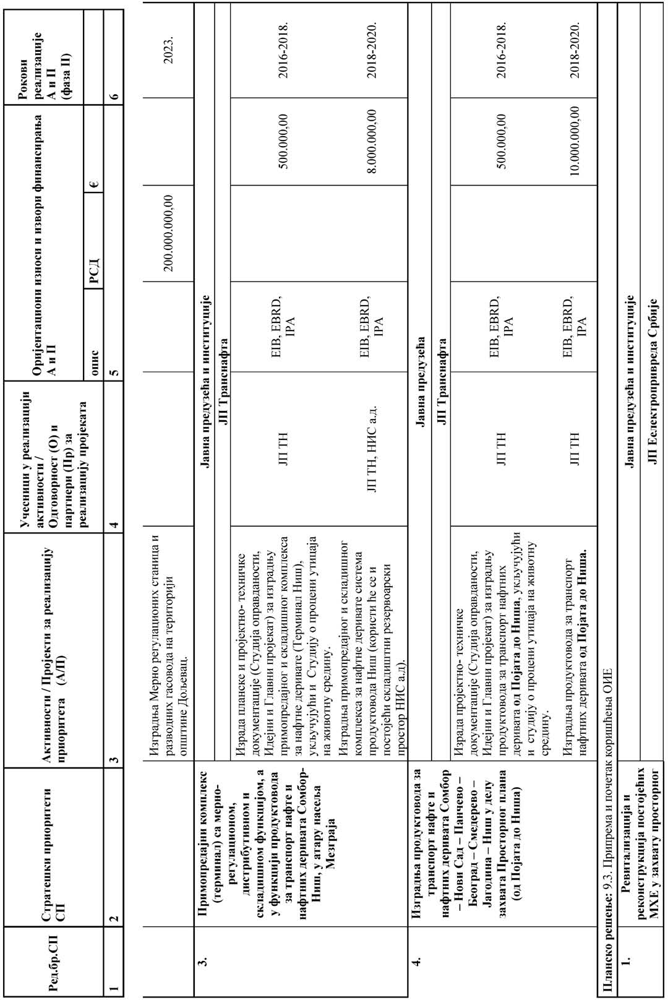 Ред.бр.СП
Стратешки приоритети
СП
Активности / Пројекти за реализацију
приоритета (А/П)
Учесници у реализацији
активности /
Одговорност (О) и
партнери (Пр) за
реализацију пројеката
Оријентациони износи и извори финансирања
А и П
опис
РСД
€
Рокови
реализације
А и П
(фаза II)
1
2
3
4
5
6
Изградња Мерно регулационих станица и
разводних гасовода на територији
општине Дољевац.
200.000.000,00
2023.
3.
Примопредајни комплекс
(терминал) са мерно-
регулационом,
дистрибутивном и
складишном функцијом, а
у функцији продуктовода
за транспорт нафте и
нафтних деривата Сомбор-
Ниш, у атару насеља
Мезграја
Јавна предузећа и институције
ЈП Транснафта
Израда планске и пројектно- техничке
документације (Студија оправданости,
Идејни и Главни пројекат) за изградњу
примопредајног и складишног комплекса
за нафтне деривате (Терминал Ниш),
укључујући и Студију о процени утицаја
на животну средину.
ЈП ТН
EIB, EBRD,
IPA
500.000,00
2016-2018.
Изградња примопредајног и складишног
комплекса за нафтне деривате система
продуктовода Ниш (користи ће се и
постојећи складиштни резервоарски
простор НИС а.д).
ЈП ТН, НИС а.д.
EIB, EBRD,
IPA
8.000.000,00
2018-2020.
4.
Изградња продуктовода за
транспорт нафте и
нафтних деривата Сомбор
– Нови Сад – Панчево –
Београд – Смедерево –
Јагодина – Ниш у делу
захвата Просторног плана
(од Појата до Ниша)
Јавна предузећа
ЈП Транснафта
Израда пројектно- техничке
документације (Студија оправданости,
Идејни и Главни пројекат) за изградњу
продуктовода за транспорт нафтних
деривата од Појата до Ниша, укључујући
и студију о процени утицаја на животну
средину.
ЈП ТН
EIB, EBRD,
IPA
500.000,00
2016-2018.
Изградња продуктовода за транспорт
нафтних деривата од Појата до Ниша.
ЈП ТН
EIB, EBRD,
IPA
10.000.000,00
2018-2020.
Планско решење: 9.3. Припрема и почетак коришћења ОИЕ
1.
Ревитализација и
реконструкција постојећих
МХЕ у захвату просторног
Јавна предузећа и институције
ЈП Еелектропривреда Србије